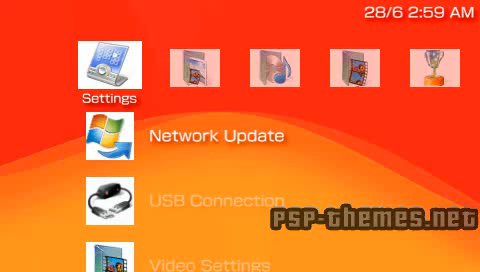 28/6 2:59 AM
Settings
Network Update
USB Connection
psp-themes.net
Video Settings